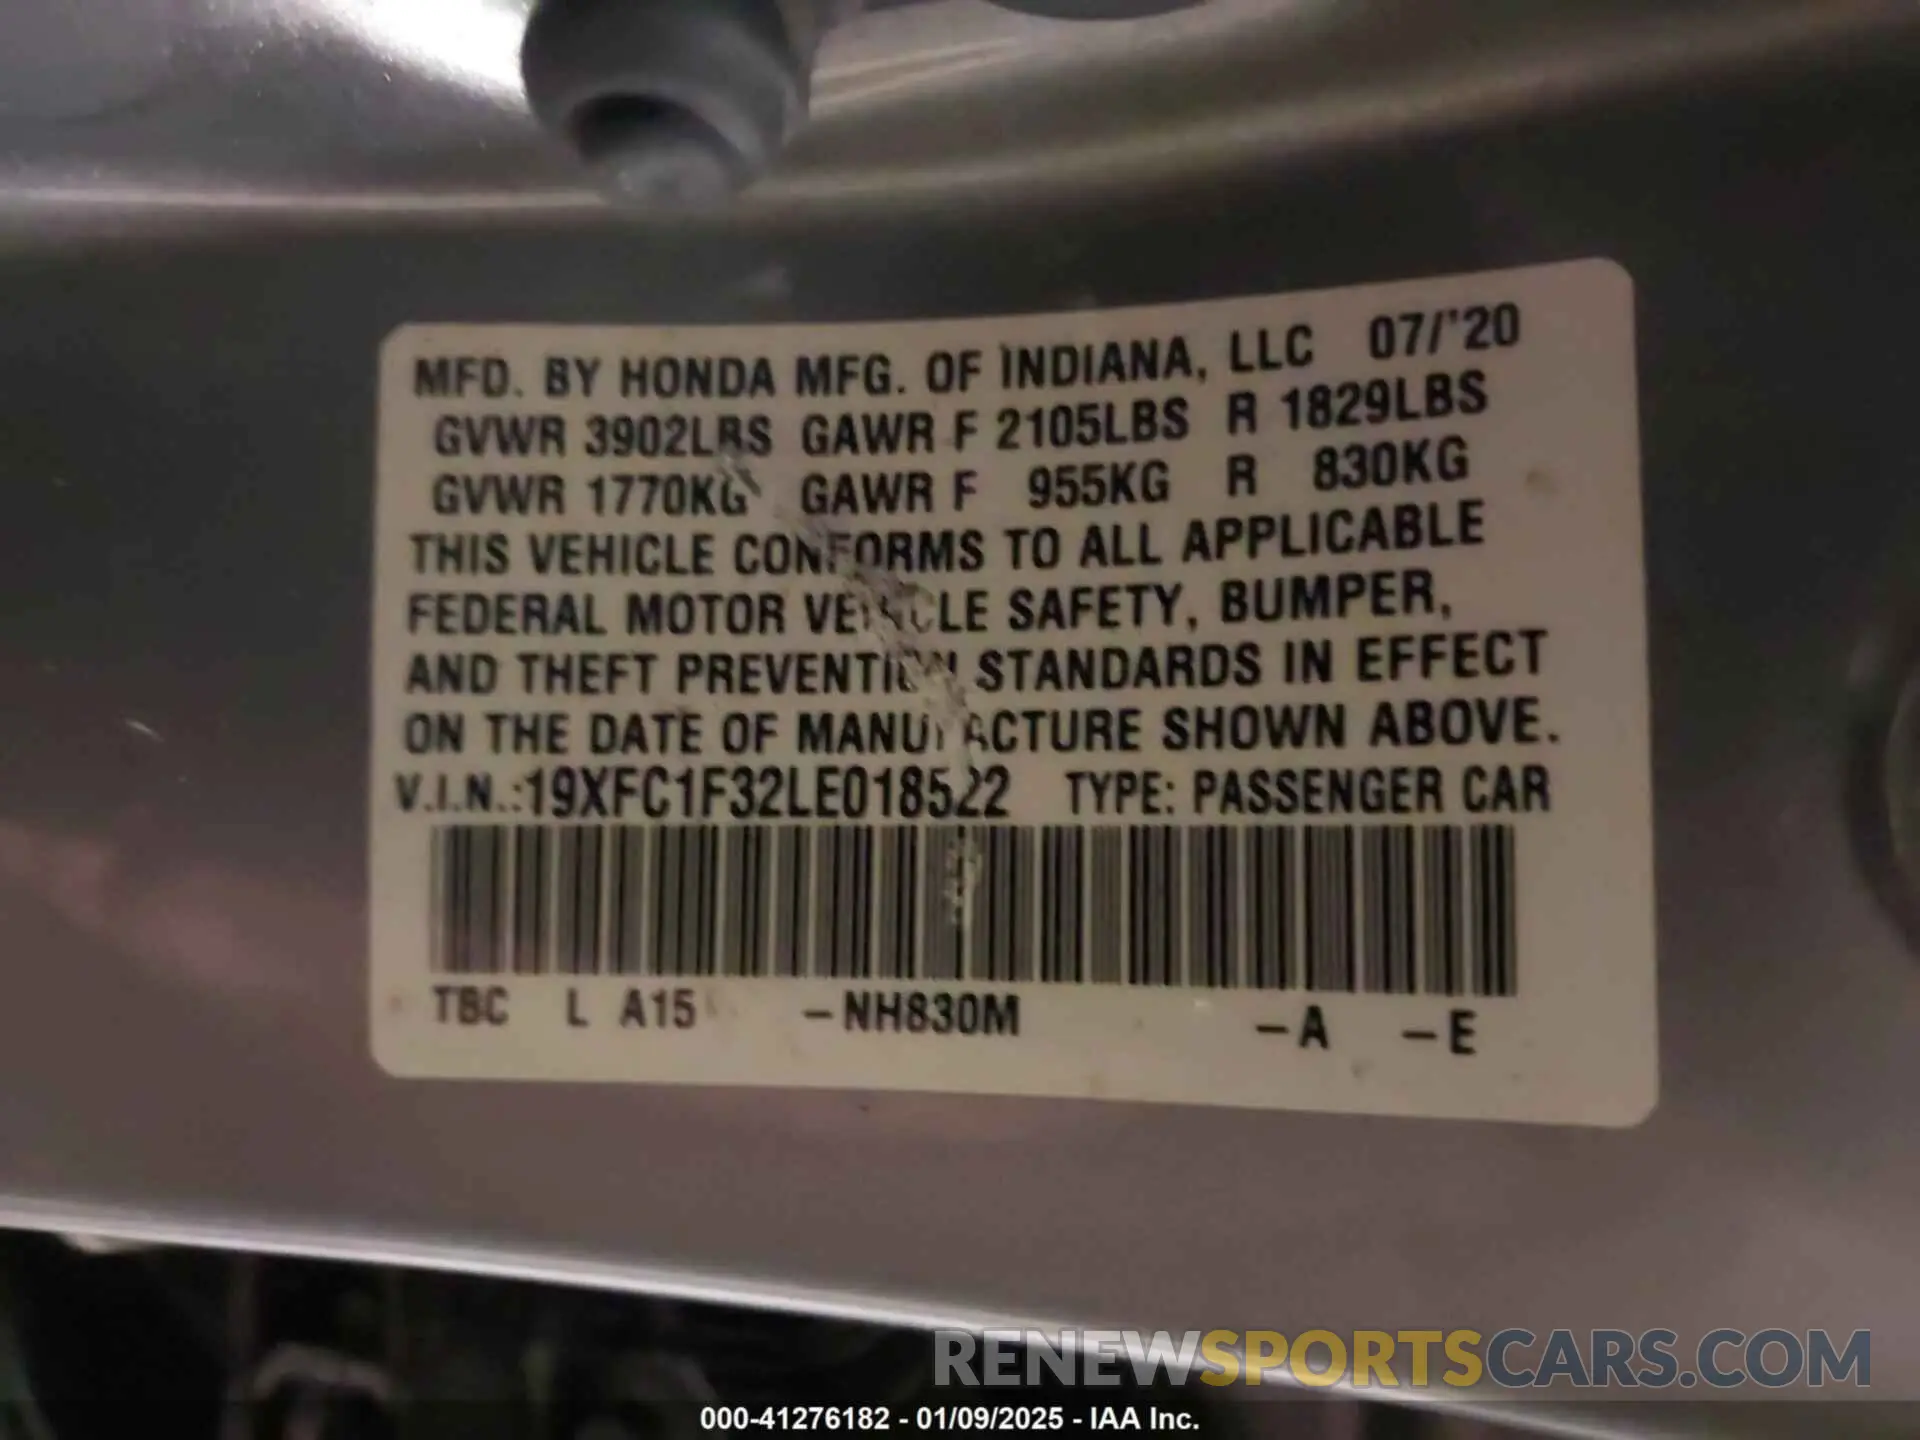 MFD. BY HONDA MFG. OF INDIANA, LLC 07/'20
GVWR 3902LBS GAWR F 2105LBS R 1829LBS
GVWR 1770KG GAWR F 955KG R 830KG
THIS VEHICLE CONFORMS TO ALL APPLICABLE
FEDERAL MOTOR VEHICLE SAFETY, BUMPER,
AND THEFT PREVENTION STANDARDS IN EFFECT
ON THE DATE OF MANUFACTURE SHOWN ABOVE.
V.I.N.:19XFC1F32LE018522 TYPE: PASSENGER CAR
TBC L A15 -NH830M -A -E
RENEWSPORTSCARS.COM
000-41276182 - 01/09/2025 - IAA Inc.